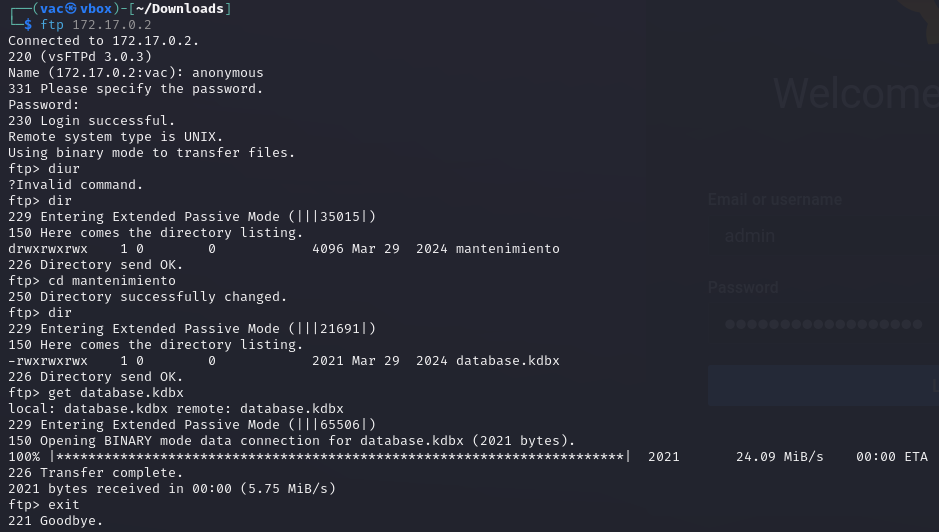 ┌──(vac㉿vbox)-[~/Downloads]
└─$ ftp 172.17.0.2
Connected to 172.17.0.2.
220 (vsFTPd 3.0.3)
Name (172.17.0.2:vac): anonymous
331 Please specify the password.
Password:
230 Login successful.
Remote system type is UNIX.
Using binary mode to transfer files.
ftp> diur
?Invalid command.
ftp> dir
229 Entering Extended Passive Mode (|||35015|)
150 Here comes the directory listing.
drwxrwxrwx    1 0        0            4096 Mar 29  2024 mantenimiento
226 Directory send OK.
ftp> cd mantenimiento
250 Directory successfully changed.
ftp> dir
229 Entering Extended Passive Mode (|||21691|)
150 Here comes the directory listing.
-rwxrwxrwx    1 0        0            2021 Mar 29  2024 database.kdbx
226 Directory send OK.
ftp> get database.kdbx
local: database.kdbx remote: database.kdbx
229 Entering Extended Passive Mode (|||65506|)
150 Opening BINARY mode data connection for database.kdbx (2021 bytes).
100% |***********************************************************************|  2021       24.09 MiB/s    00:00 ETA
226 Transfer complete.
2021 bytes received in 00:00 (5.75 MiB/s)
ftp> exit
221 Goodbye.
Welcome
Email or username
admin
Password